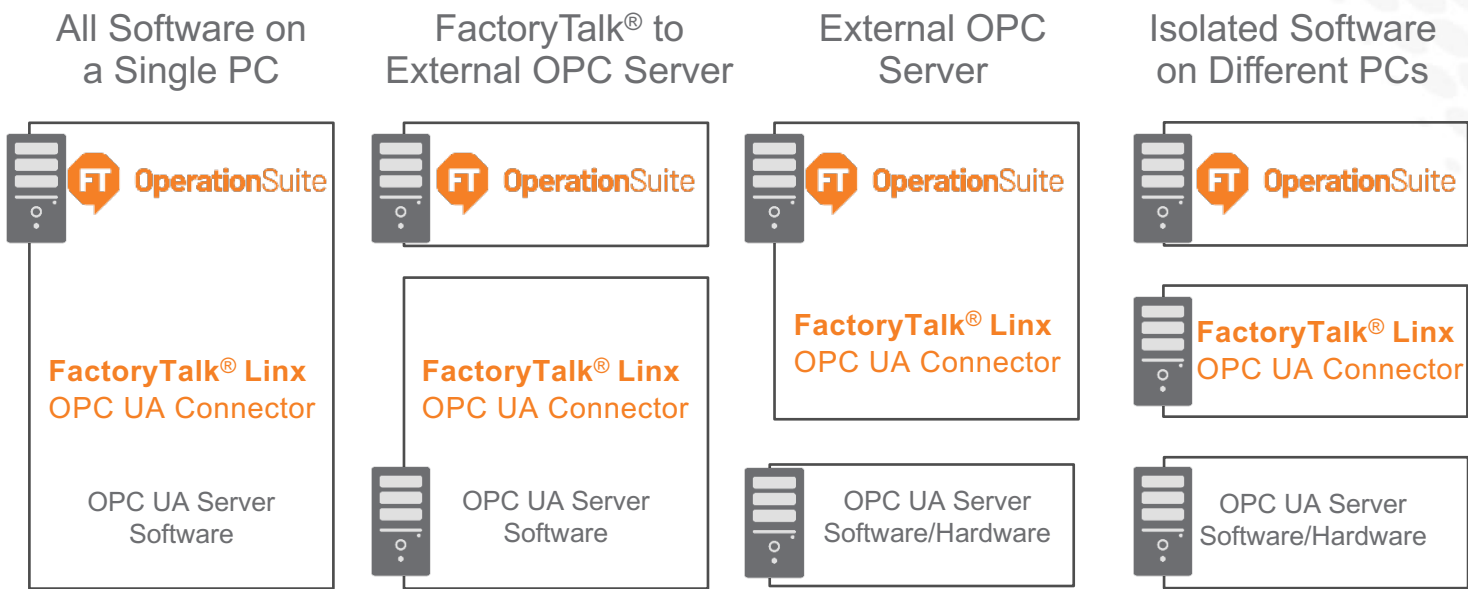 All Software on
a Single PC
FT OperationSuite
FactoryTalk® Linx
OPC UA Connector
OPC UA Server
Software
FactoryTalk® to
External OPC Server
FT OperationSuite
FactoryTalk® Linx
OPC UA Connector
OPC UA Server
Software
External OPC
Server
FT OperationSuite
FactoryTalk® Linx
OPC UA Connector
OPC UA Server
Software/Hardware
Isolated Software
on Different PCs
FT OperationSuite
FactoryTalk® Linx
OPC UA Connector
OPC UA Server
Software/Hardware